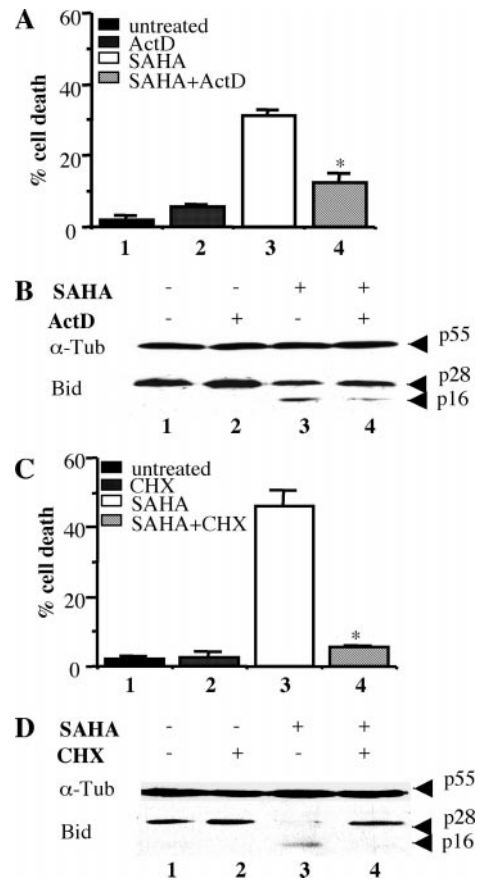 A
60
40
20
0
% cell death
untreated
ActD
SAHA
SAHA+ActD
*
1 2 3 4
B
SAHA - - + +
ActD - + - +
α-Tub p55
Bid p28
p16
1 2 3 4
C
60
40
20
0
% cell death
untreated
CHX
SAHA
SAHA+CHX
*
1 2 3 4
D
SAHA - - + +
CHX - + - +
α-Tub p55
Bid p28
p16
1 2 3 4